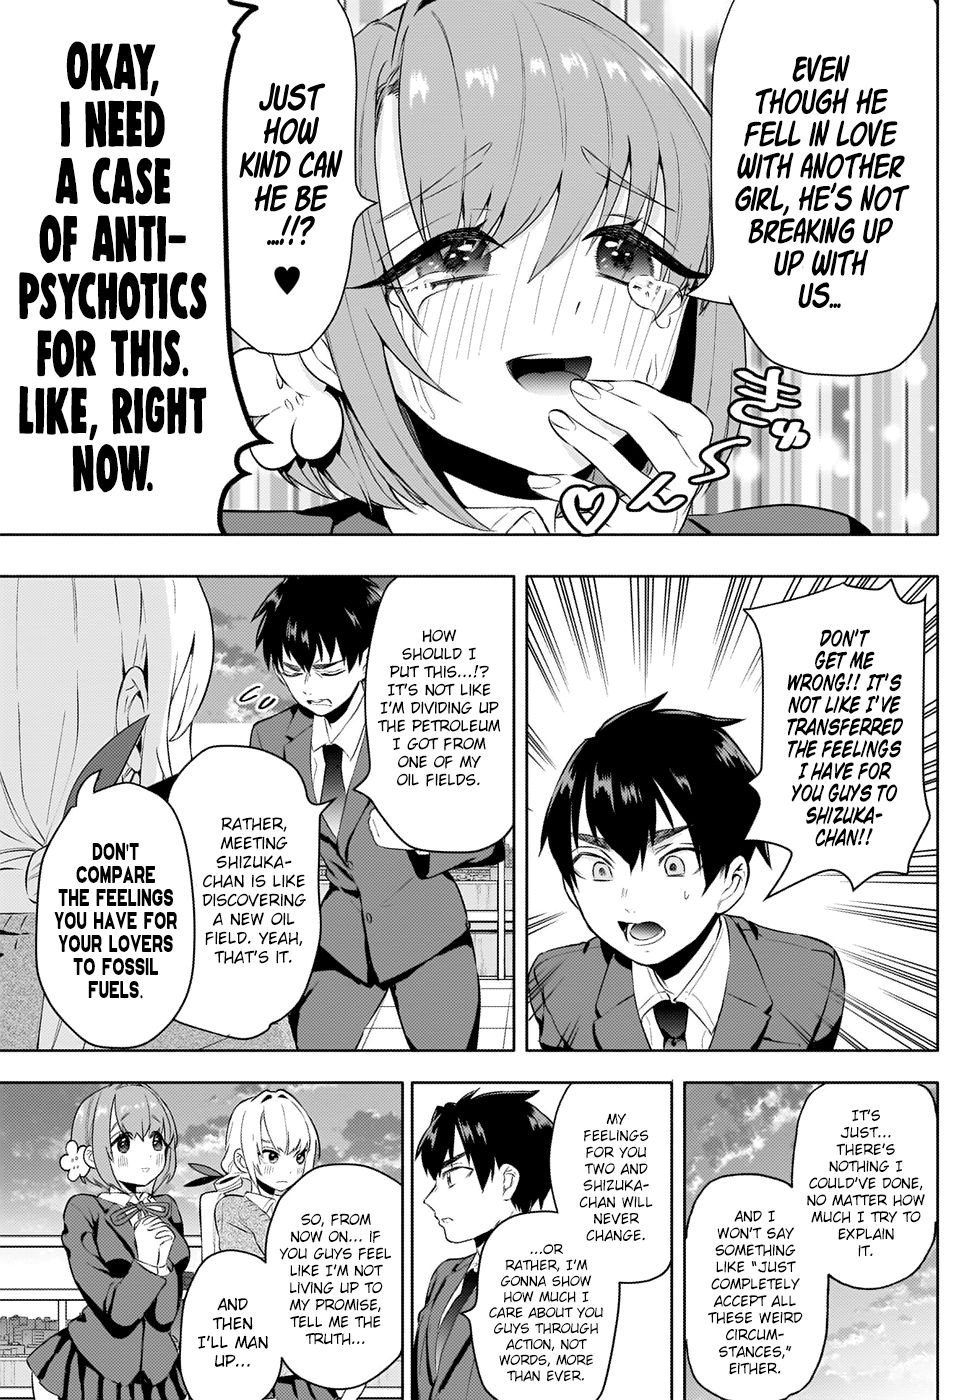 EVEN
THOUGH HE
FELL IN LOVE
WITH ANOTHER
GIRL, HE'S NOT
BREAKING UP
UP WITH
US...
JUST
HOW
KIND CAN
HE BE
...!!?
♥
きゅ
～ん♡
OKAY,
I NEED
A CASE
OF ANTI-
PSYCHOTICS
FOR THIS.
LIKE, RIGHT
NOW.
DON'T
GET ME
WRONG!! IT'S
NOT LIKE I'VE
TRANSFERRED
THE FEELINGS
I HAVE FOR
YOU GUYS TO
SHIZUKA-
CHAN!!
HOW
SHOULD I
PUT THIS...!?
IT'S NOT LIKE
I'M DIVIDING UP
THE PETROLEUM
I GOT FROM
ONE OF MY
OIL FIELDS.
RATHER,
MEETING
SHIZUKA-
CHAN IS LIKE
DISCOVERING
A NEW OIL
FIELD. YEAH,
THAT'S IT.
DON'T
COMPARE
THE FEELINGS
YOU HAVE FOR
YOUR LOVERS
TO FOSSIL
FUELS.
IT'S
JUST...
THERE'S
NOTHING I
COULD'VE DONE,
NO MATTER HOW
MUCH I TRY TO
EXPLAIN
IT.
AND I
WON'T SAY
SOMETHING
LIKE "JUST
COMPLETELY
ACCEPT ALL
THESE WEIRD
CIRCUM-
STANCES,"
EITHER.
MY
FEELINGS
FOR YOU
TWO AND
SHIZUKA-
CHAN WILL
NEVER
CHANGE.
...OR
RATHER, I'M
GONNA SHOW
HOW MUCH I
CARE ABOUT YOU
GUYS THROUGH
ACTION, NOT
WORDS, MORE
THAN EVER.
SO, FROM
NOW ON... IF
YOU GUYS FEEL
LIKE I'M NOT
LIVING UP TO
MY PROMISE,
TELL ME THE
TRUTH...
AND
THEN
I'LL MAN
UP...